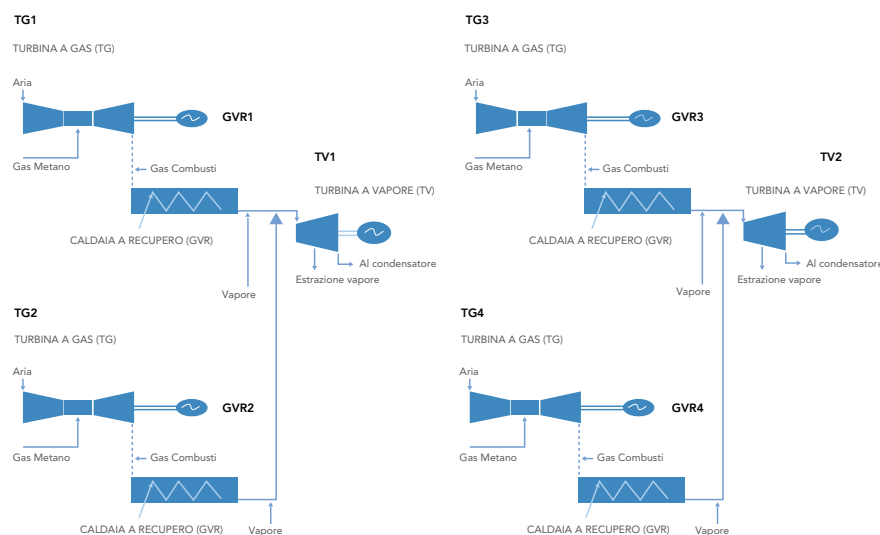 TG1
TURBINA A GAS (TG)
Aria
GVR1
Gas Metano
Gas Combusti
TV1
TURBINA A VAPORE (TV)
CALDAIA A RECUPERO (GVR)
Al condensatore
Estrazione vapore
Vapore
TG2
TURBINA A GAS (TG)
Aria
GVR2
Gas Metano
Gas Combusti
CALDAIA A RECUPERO (GVR)
Vapore
TG3
TURBINA A GAS (TG)
Aria
GVR3
Gas Metano
Gas Combusti
TV2
TURBINA A VAPORE (TV)
CALDAIA A RECUPERO (GVR)
Al condensatore
Estrazione vapore
Vapore
TG4
TURBINA A GAS (TG)
Aria
GVR4
Gas Metano
Gas Combusti
CALDAIA A RECUPERO (GVR)
Vapore